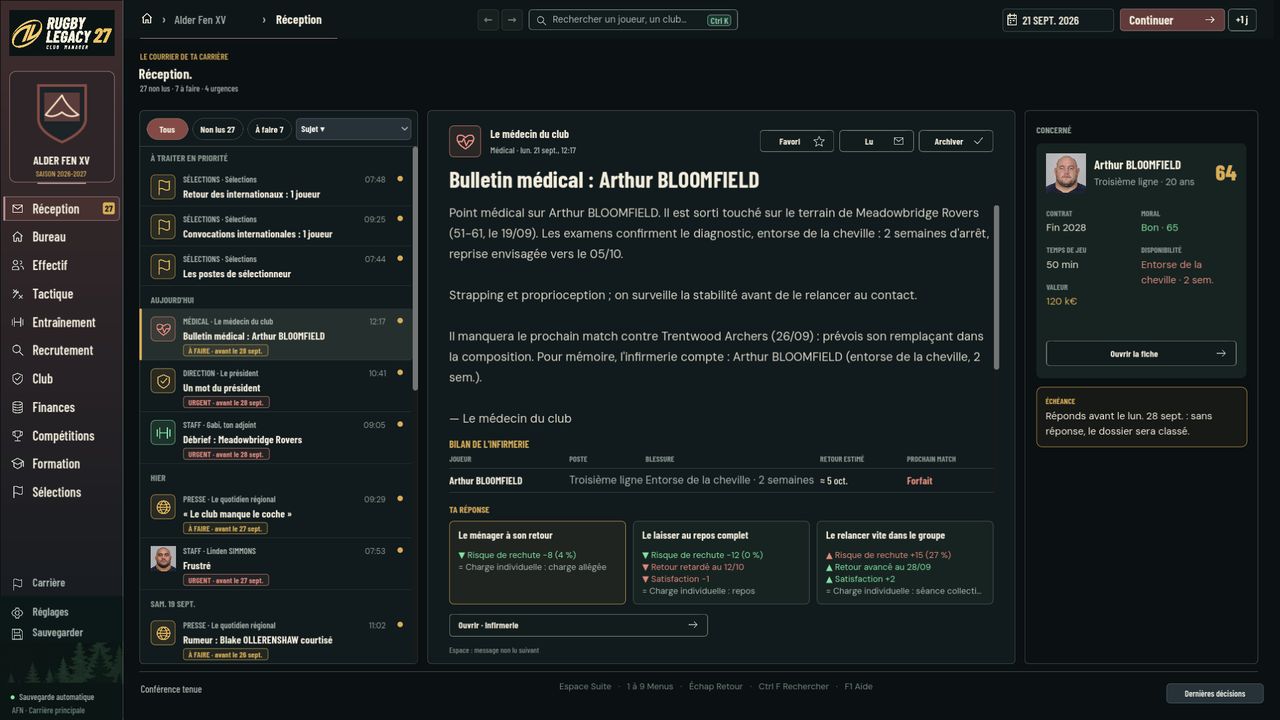 RUGBY LEGACY 27
CLUB MANAGER
ALDER FEN XV
SAISON 2026-2027
Réception 27
Bureau
Effectif
Tactique
Entraînement
Recrutement
Club
Finances
Compétitions
Formation
Sélections
Carrière
Réglages
Sauvegarder
Sauvegarde automatique
AFN · Carrière principale
Alder Fen XV › Réception
← →
Rechercher un joueur, un club... Ctrl K
21 SEPT. 2026
Continuer →
+1 j
LE COURRIER DE TA CARRIÈRE
Réception.
27 non lus · 7 à faire · 4 urgences
Tous Non lus 27 À faire 7 Sujet ▾
À TRAITER EN PRIORITÉ
SÉLECTIONS · Sélections 07:48
Retour des internationaux : 1 joueur
SÉLECTIONS · Sélections 09:25
Convocations internationales : 1 joueur
SÉLECTIONS · Sélections 07:44
Les postes de sélectionneur
AUJOURD'HUI
MÉDICAL · Le médecin du club 12:17
Bulletin médical : Arthur BLOOMFIELD
À FAIRE · avant le 28 sept.
DIRECTION · Le président 10:41
Un mot du président
URGENT · avant le 28 sept.
STAFF · Gabi, ton adjoint 09:05
Débrief : Meadowbridge Rovers
URGENT · avant le 28 sept.
HIER
PRESSE · Le quotidien régional 09:29
« Le club manque le coche »
À FAIRE · avant le 27 sept.
STAFF · Linden SIMMONS 07:53
Frustré
URGENT · avant le 27 sept.
SAM. 19 SEPT.
PRESSE · Le quotidien régional 11:02
Rumeur : Blake OLLERENSHAW courtisé
À FAIRE · avant le 26 sept.
Le médecin du club
Médical · lun. 21 sept., 12:17
Favori Lu Archiver
Bulletin médical : Arthur BLOOMFIELD
Point médical sur Arthur BLOOMFIELD. Il est sorti touché sur le terrain de Meadowbridge Rovers
(51-61, le 19/09). Les examens confirment le diagnostic, entorse de la cheville : 2 semaines d'arrêt,
reprise envisagée vers le 05/10.
Strapping et proprioception ; on surveille la stabilité avant de le relancer au contact.
Il manquera le prochain match contre Trentwood Archers (26/09) : prévois son remplaçant dans
la composition. Pour mémoire, l'infirmerie compte : Arthur BLOOMFIELD (entorse de la cheville, 2
sem.).
— Le médecin du club
BILAN DE L'INFIRMERIE
JOUEUR POSTE BLESSURE RETOUR ESTIMÉ PROCHAIN MATCH
Arthur BLOOMFIELD Troisième ligne Entorse de la cheville · 2 semaines ≈ 5 oct. Forfait
TA RÉPONSE
Le ménager à son retour
▼ Risque de rechute −8 (4 %)
= Charge individuelle : charge allégée
Le laisser au repos complet
▼ Risque de rechute −12 (0 %)
▼ Retour retardé au 12/10
▼ Satisfaction −1
= Charge individuelle : repos
Le relancer vite dans le groupe
▲ Risque de rechute +15 (27 %)
▲ Retour avancé au 28/09
▲ Satisfaction +2
= Charge individuelle : séance collecti...
Ouvrir · Infirmerie →
Espace : message non lu suivant
CONCERNÉ
Arthur BLOOMFIELD
Troisième ligne · 20 ans
64
CONTRAT MORAL
Fin 2028 Bon · 65
TEMPS DE JEU DISPONIBILITÉ
50 min Entorse de la
cheville · 2 sem.
VALEUR
120 k€
Ouvrir la fiche →
ÉCHÉANCE
Réponds avant le lun. 28 sept. : sans
réponse, le dossier sera classé.
Conférence tenue
Espace Suite · 1 à 9 Menus · Échap Retour · Ctrl F Rechercher · F1 Aide
Dernières décisions